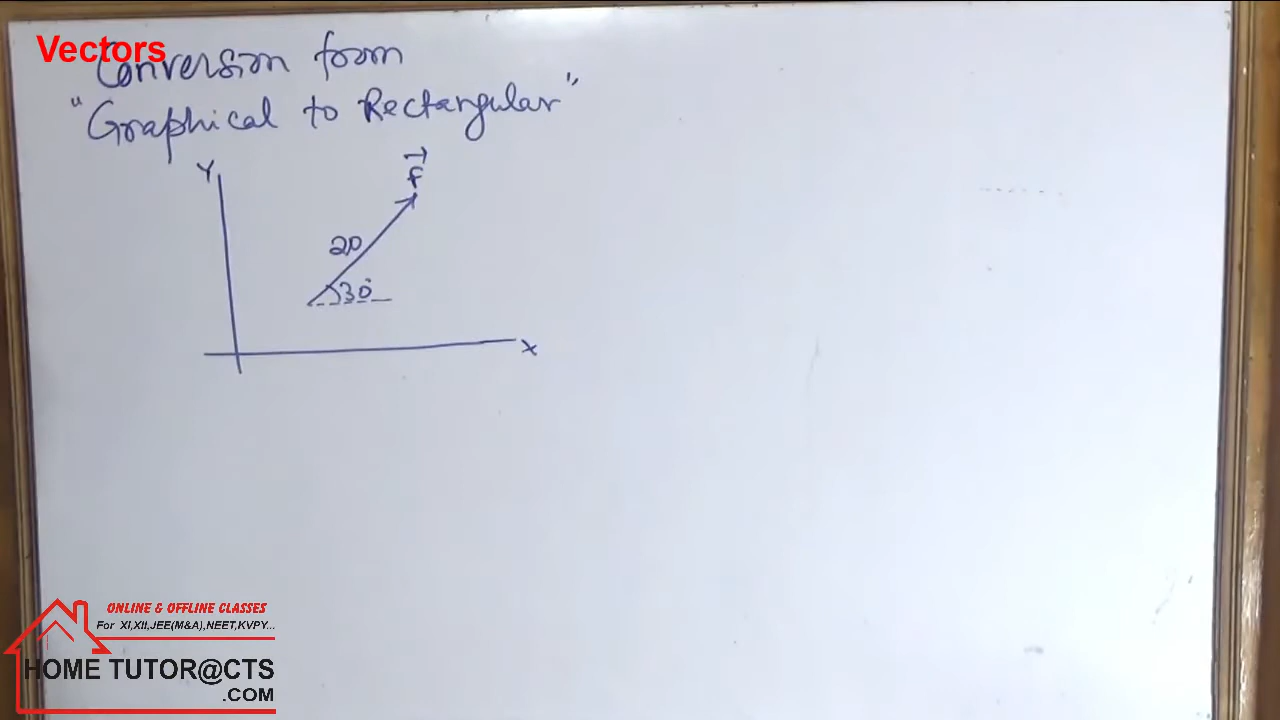 Vectors
Conversion form
"Graphical to Rectangular"
Y
F
20
30°
X
ONLINE & OFFLINE CLASSES
For XI,XII,JEE(M&A),NEET,KVPY...
HOME TUTOR@CTS
.COM